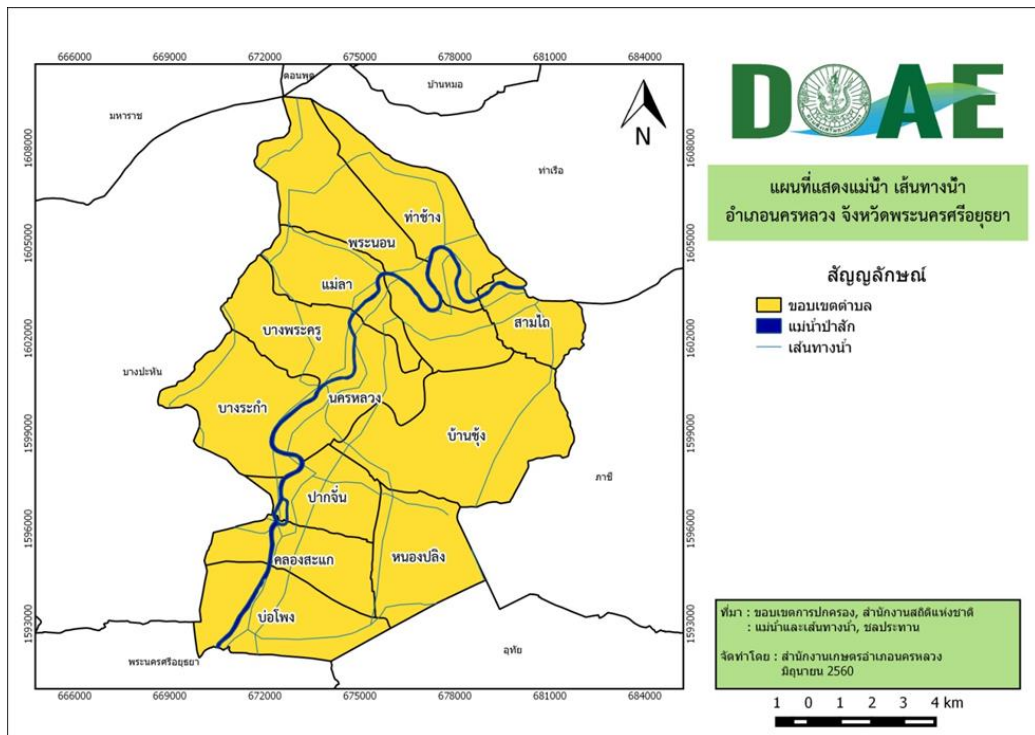 666000 669000 672000 675000 678000 681000 684000
ดอนพุด
บ้านหมอ
มหาราช
ท่าเรือ
N
ท่าช้าง
พระนอน
แม่ลา
สามไถ
บางพระครู
บางปะหัน
บางระกำ
นครหลวง
บ้านชุ้ง
ภาชี
ปากจั่น
คลองสะแก
หนองปลิง
บ่อโพง
พระนครศรีอยุธยา
อุทัย
1608000
1605000
1602000
1599000
1596000
1593000
1608000
1605000
1602000
1599000
1596000
1593000
666000 669000 672000 675000 678000 681000 684000
DOAE
แผนที่แสดงแม่น้ำ เส้นทางน้ำ
อำเภอนครหลวง จังหวัดพระนครศรีอยุธยา
สัญญลักษณ์
ขอบเขตตำบล
แม่น้ำป่าสัก
เส้นทางน้ำ
ที่มา : ขอบเขตการปกครอง, สำนักงานสถิติแห่งชาติ
: แม่น้ำและเส้นทางน้ำ, ชลประทาน
จัดทำโดย : สำนักงานเกษตรอำเภอนครหลวง
มิถุนายน 2560
1 0 1 2 3 4 km